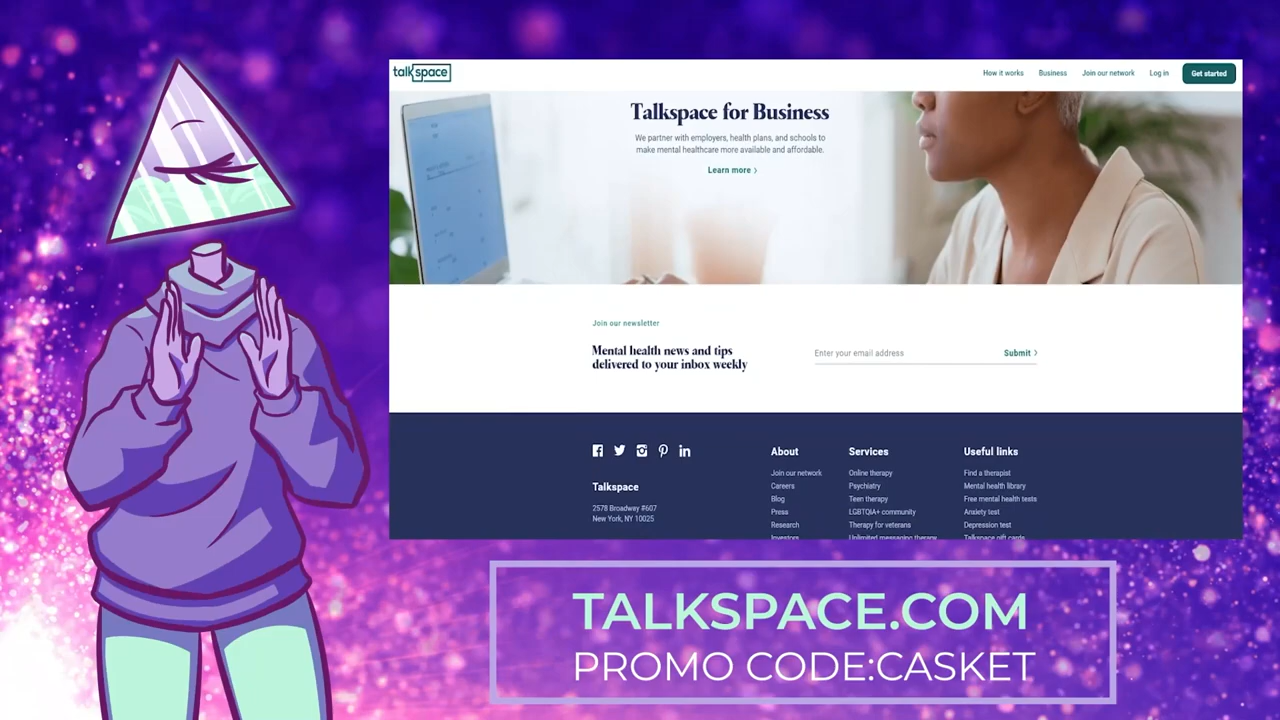 talkspace
How it works
Business
Join our network
Log in
Get started
Talkspace for Business
We partner with employers, health plans, and schools to
make mental healthcare more available and affordable.
Learn more
Join our newsletter
Mental health news and tips
delivered to your inbox weekly
Enter your email address
Submit
Talkspace
2578 Broadway #607
New York, NY 10025
About
Join our network
Careers
Blog
Press
Research
Investors
Services
Online therapy
Psychiatry
Teen therapy
LGBTQIA+ community
Therapy for veterans
Unlimited messaging therapy
Useful links
Find a therapist
Mental health library
Free mental health tests
Anxiety test
Depression test
Talkspace gift cards
TALKSPACE.COM
PROMO CODE:CASKET